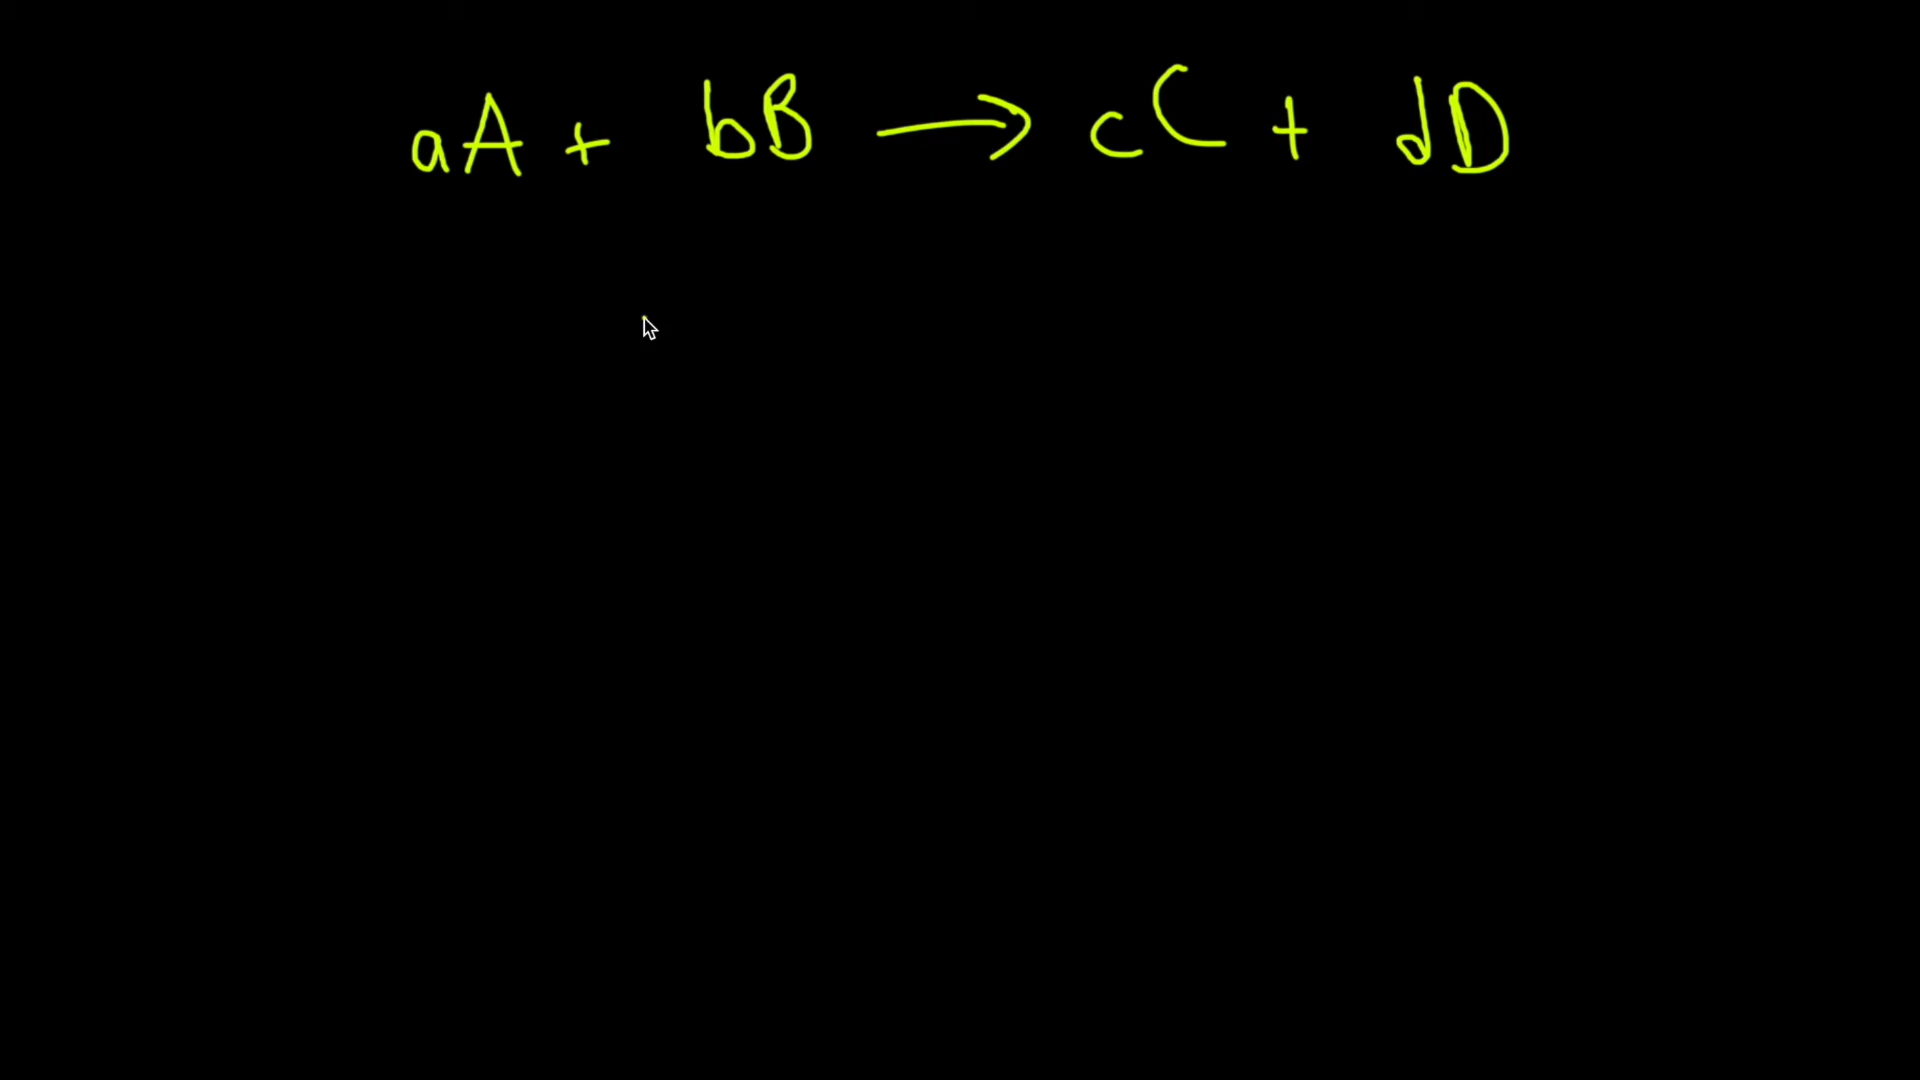 aA + bB → cC + dD